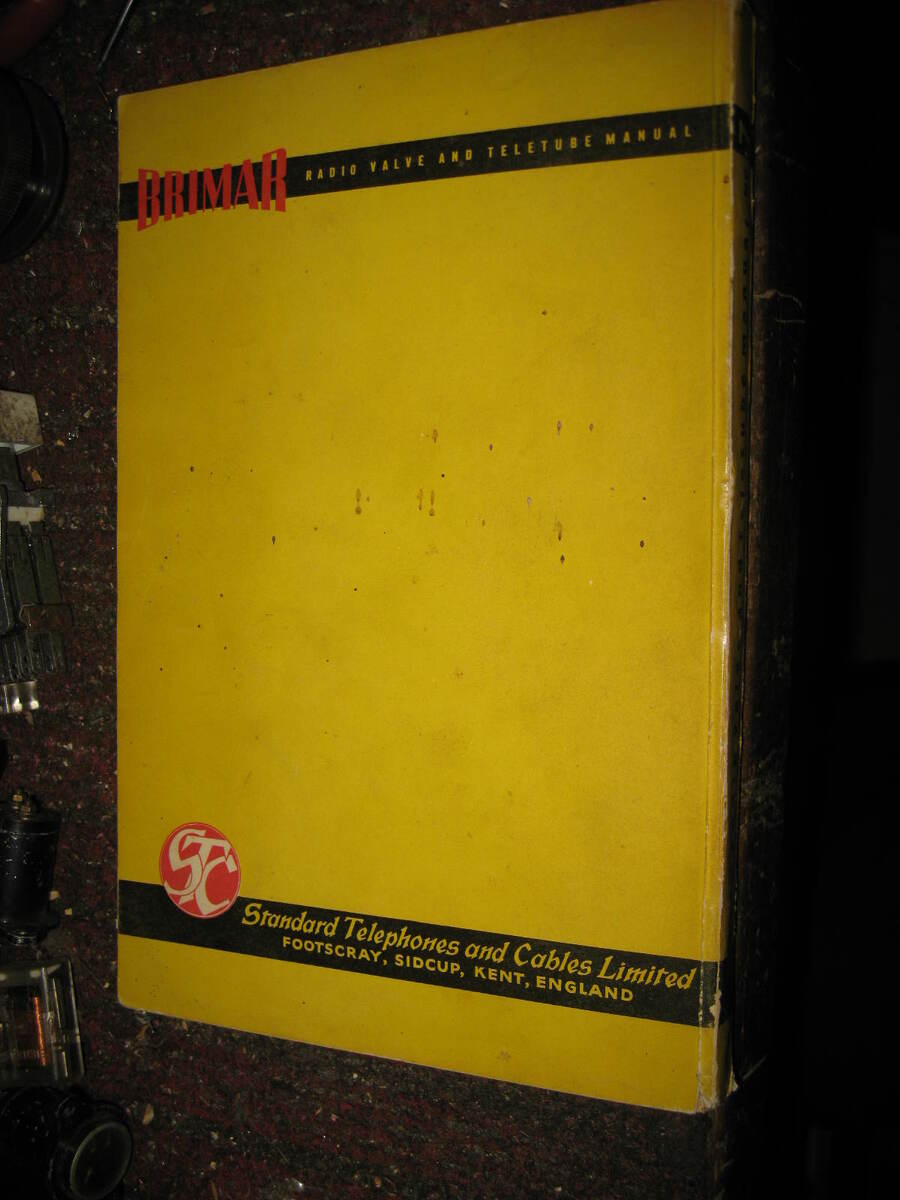 BRIMAR RADIO VALVE AND TELETUBE MANUAL
STC
Standard Telephones and Cables Limited
FOOTSCRAY, SIDCUP, KENT, ENGLAND